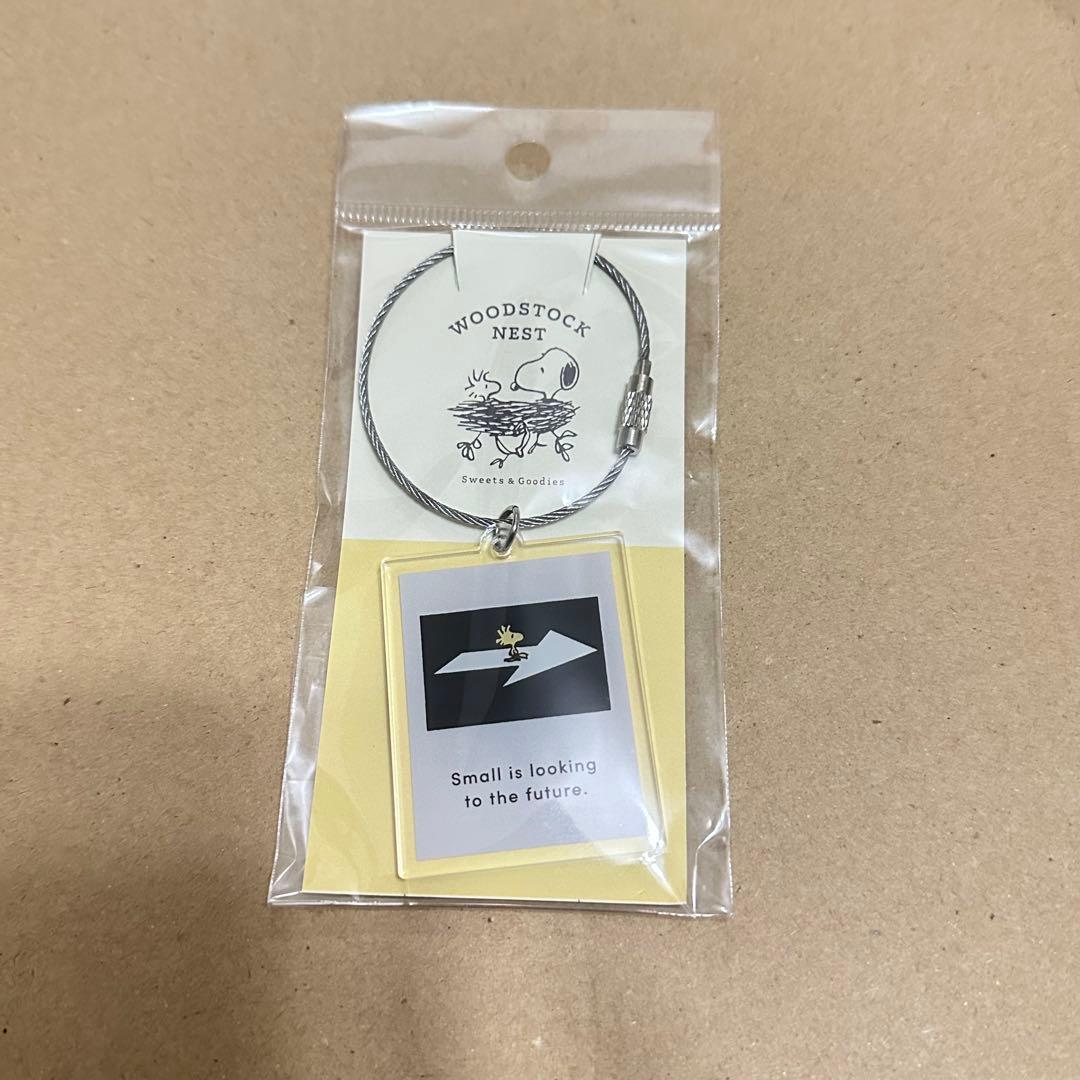 WOODSTOCK
NEST
Sweets & Goodies
Small is looking
to the future.